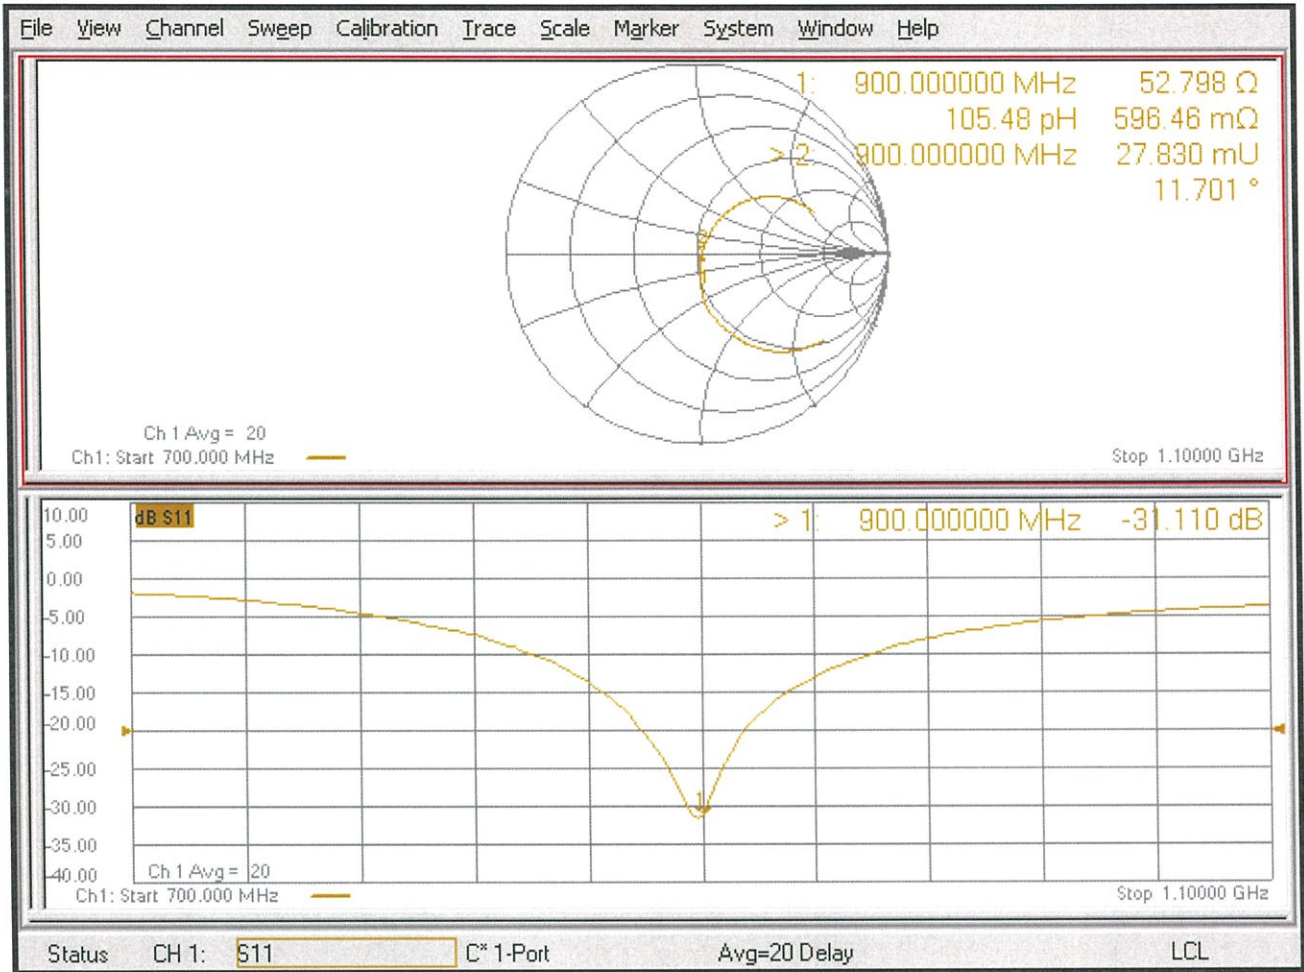 File View Channel Sweep Calibration Trace Scale Marker System Window Help
1: 900.000000 MHz 52.798 Ω
105.48 pH 596.46 mΩ
> 2: 900.000000 MHz 27.830 mU
11.701 °
Ch 1 Avg = 20
Ch1: Start 700.000 MHz
Stop 1.10000 GHz
10.00 dB S11 > 1: 900.000000 MHz -31.110 dB
5.00
0.00
-5.00
-10.00
-15.00
-20.00
-25.00
-30.00
1
-35.00
-40.00
Ch 1 Avg = 20
Ch1: Start 700.000 MHz
Stop 1.10000 GHz
Status CH 1: S11 C* 1-Port Avg=20 Delay LCL